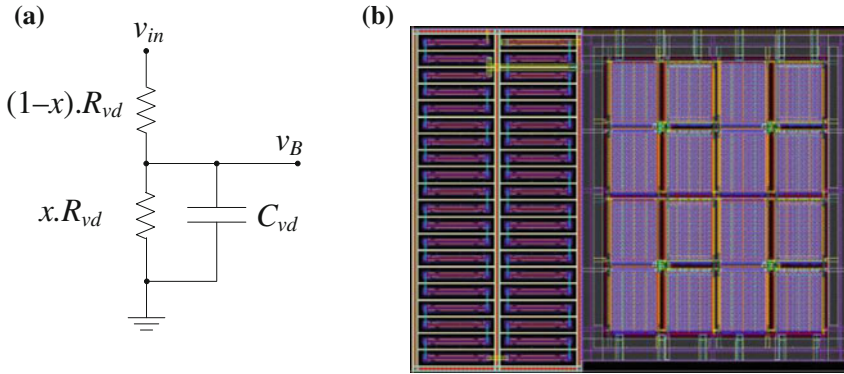 (a)
v_in
(1–x).R_vd
v_B
x.R_vd
C_vd
(b)